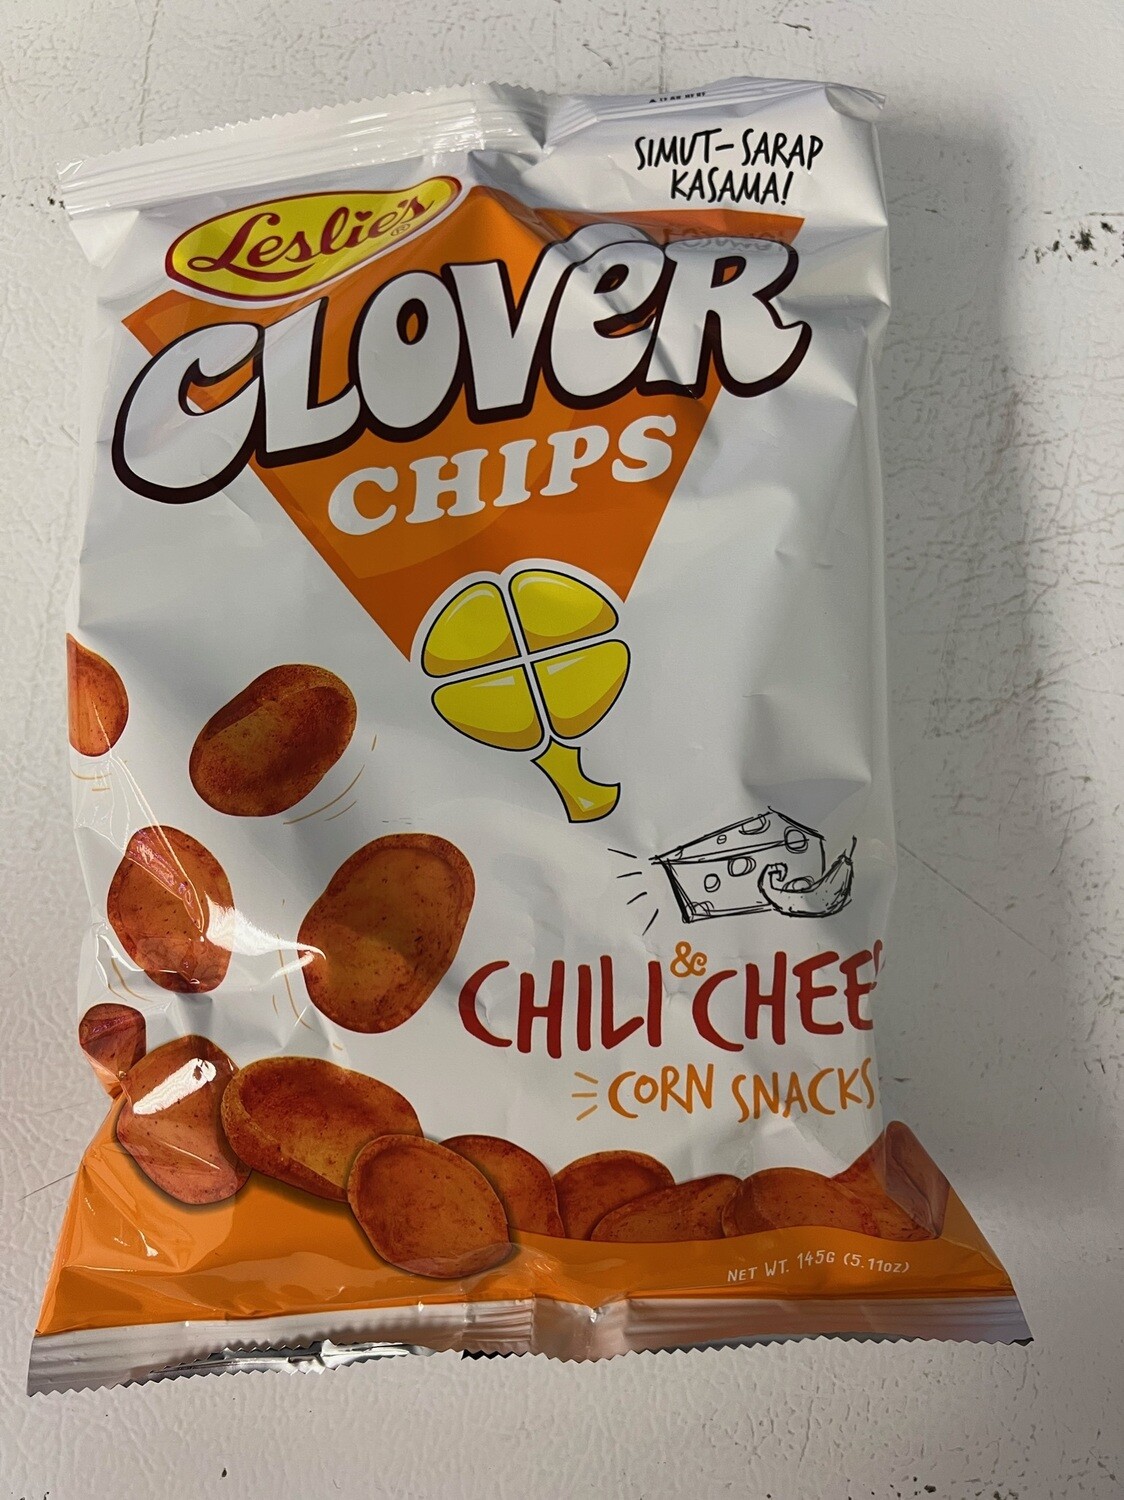 SIMUT-SARAP
KASAMA!
Leslie's®
CLOVER
CHIPS
CHILI & CHEE
CORN SNACKS
NET WT. 145G (5.11oz)